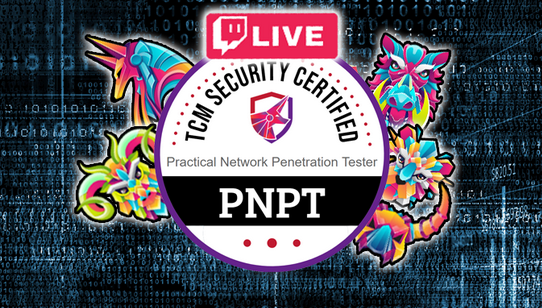 LIVE
TCM SECURITY CERTIFIED
Practical Network Penetration Tester
PNPT